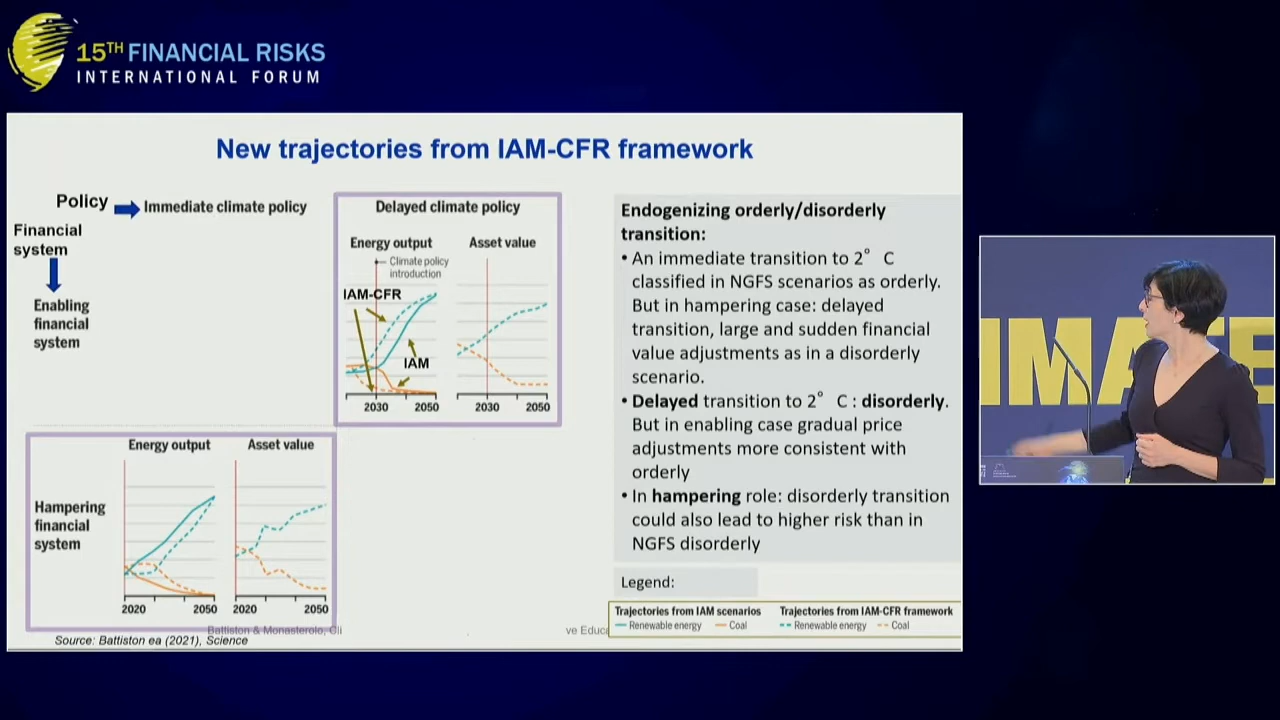 15TH FINANCIAL RISKS
INTERNATIONAL FORUM
New trajectories from IAM-CFR framework
Policy
Immediate climate policy
Financial
system
Enabling
financial
system
Delayed climate policy
Energy output
Asset value
Climate policy
introduction
IAM-CFR
IAM
2030
2050
2030
2050
Hampering
financial
system
Energy output
Asset value
2020
2050
2020
2050
Endogenizing orderly/disorderly
transition:
• An immediate transition to 2° C
classified in NGFS scenarios as orderly.
But in hampering case: delayed
transition, large and sudden financial
value adjustments as in a disorderly
scenario.
• Delayed transition to 2° C : disorderly.
But in enabling case gradual price
adjustments more consistent with
orderly
• In hampering role: disorderly transition
could also lead to higher risk than in
NGFS disorderly
Legend:
Trajectories from IAM scenarios
Renewable energy
Coal
Trajectories from IAM-CFR framework
Renewable energy
Coal
Battiston & Monasterolo, Cli
ve Educa
Source: Battiston ea (2021), Science
IMATE